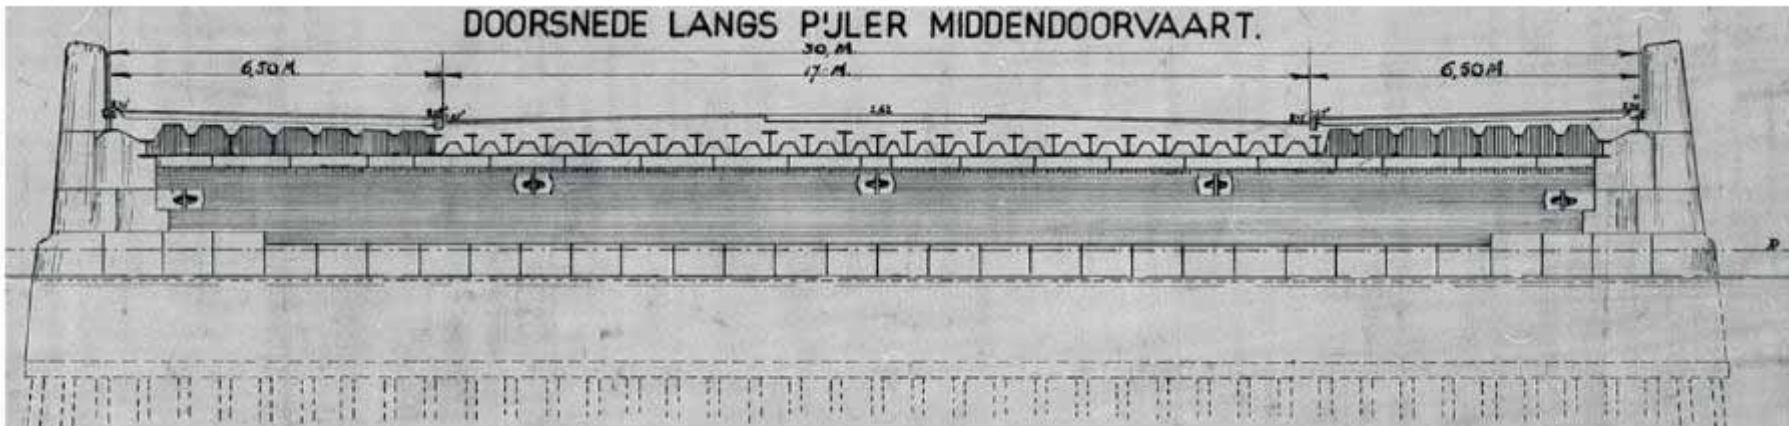 DOORSNEDE LANGS PIJLER MIDDENDOORVAART.
30 M.
6,50 M.
17 M.
6,50 M.